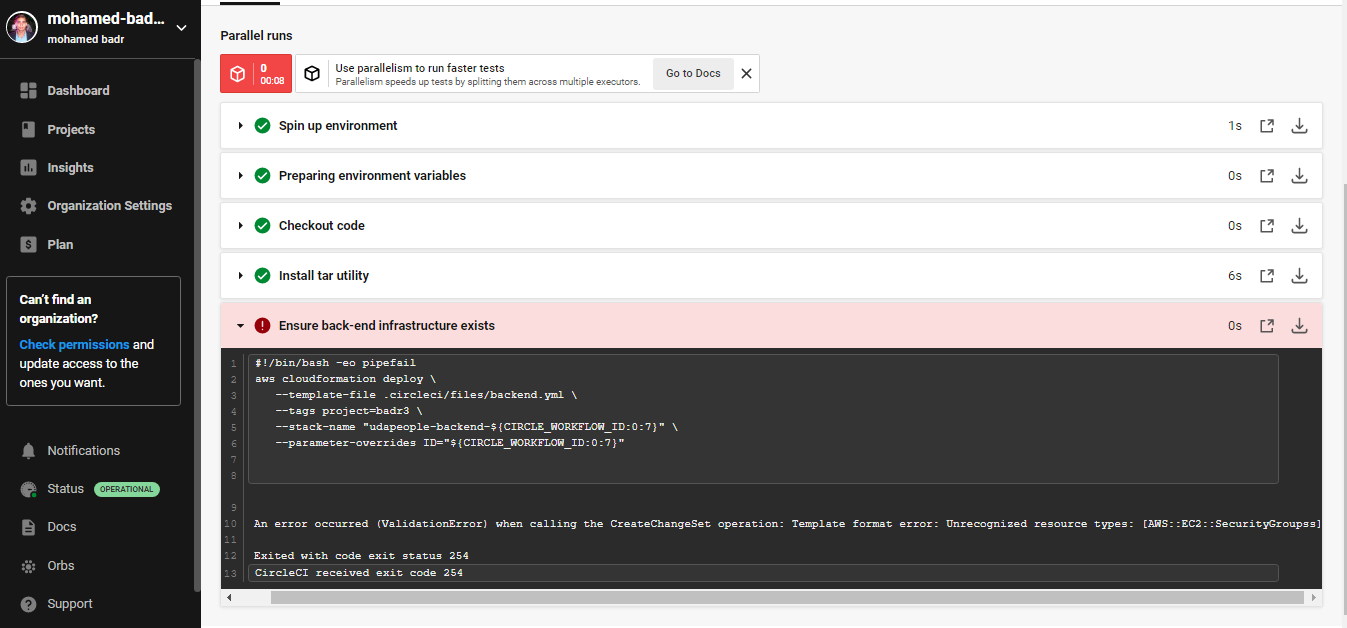 mohamed-bad...
mohamed badr
Dashboard
Projects
Insights
Organization Settings
$ Plan
Can't find an
organization?
Check permissions and
update access to the
ones you want.
Notifications
Status OPERATIONAL
Docs
Orbs
? Support
Parallel runs
0
00:08
Use parallelism to run faster tests
Parallelism speeds up tests by splitting them across multiple executors.
Go to Docs
Spin up environment 1s
Preparing environment variables 0s
Checkout code 0s
Install tar utility 6s
! Ensure back-end infrastructure exists 0s
1 #!/bin/bash -eo pipefail
2 aws cloudformation deploy \
3 --template-file .circleci/files/backend.yml \
4 --tags project=badr3 \
5 --stack-name "udapeople-backend-${CIRCLE_WORKFLOW_ID:0:7}" \
6 --parameter-overrides ID="${CIRCLE_WORKFLOW_ID:0:7}"
7
8
9
10 An error occurred (ValidationError) when calling the CreateChangeSet operation: Template format error: Unrecognized resource types: [AWS::EC2::SecurityGroupss]
11
12 Exited with code exit status 254
13 CircleCI received exit code 254